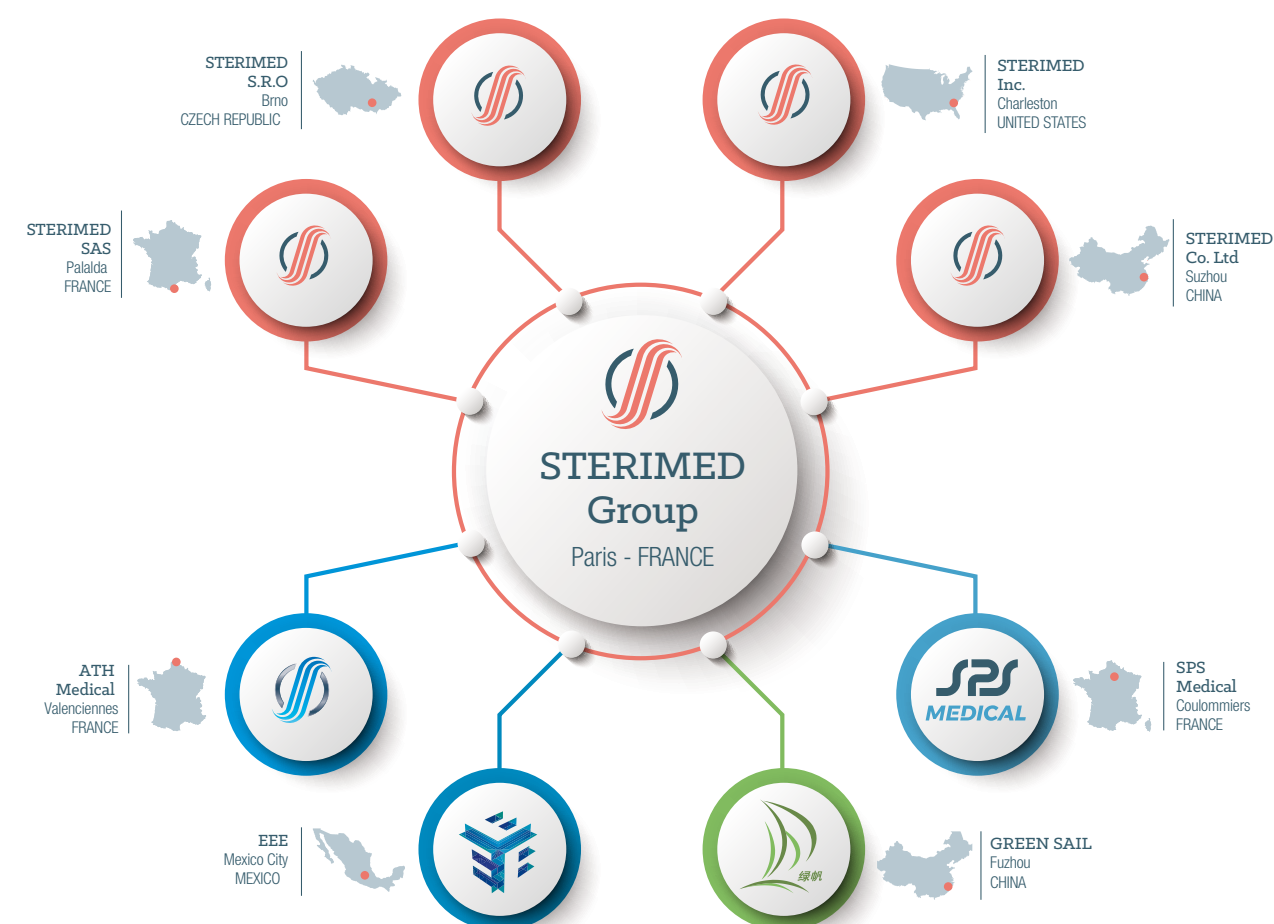 STERIMED
S.R.O
Brno
CZECH REPUBLIC
STERIMED
Inc.
Charleston
UNITED STATES
STERIMED
SAS
Palalda
FRANCE
STERIMED
Co. Ltd
Suzhou
CHINA
STERIMED
Group
Paris - FRANCE
ATH
Medical
Valenciennes
FRANCE
SPS
MEDICAL
SPS
Medical
Coulommiers
FRANCE
EEE
Mexico City
MEXICO
EEE
绿帆
GREEN SAIL
Fuzhou
CHINA